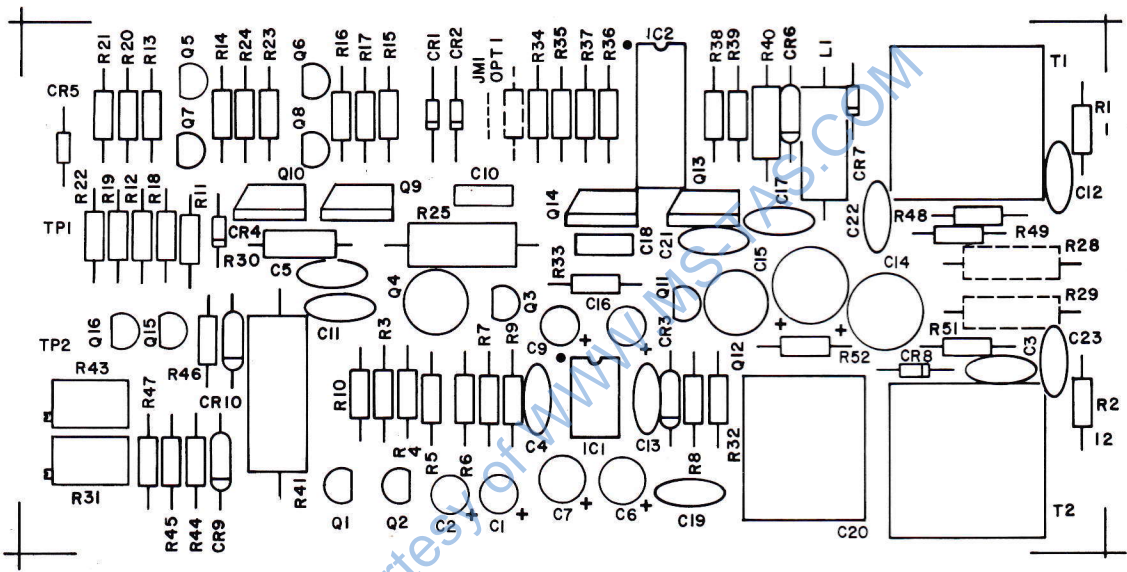 R21 R20 R13 Q5 R14 R24 R23 Q6 R16 R17 R15 CR1 CR2 JM1 OPT1 R34 R35 R37 R36 IC2 R38 R39 R40 CR6 L1 T1
CR5 Q7 Q8 R1
1
Q10 Q9 C10 Q14 Q13 C17 CR7 C12
R22 R19 R12 R18 R11 R25 C22 R48
TP1 CR4 R33 C18 C21 R49
R30 C5 C15 C14 R28
Q4 Q3 C16 Q11 R29
Q16 Q15 C11 R3 R7 R9 C9 CR3 Q12 R52 R51 C3 C23
TP2 CR8
R43 R47 R46 CR10 R10 R2
R4 R5 R6 C4 IC1 C13 R8 R32 12
R31 R45 R44 CR9 R41 Q1 Q2 C2 C1 C7 C6 C19 C20 T2
+ + + + + + + +
Courtesy of WWW.MS-TAS.COM